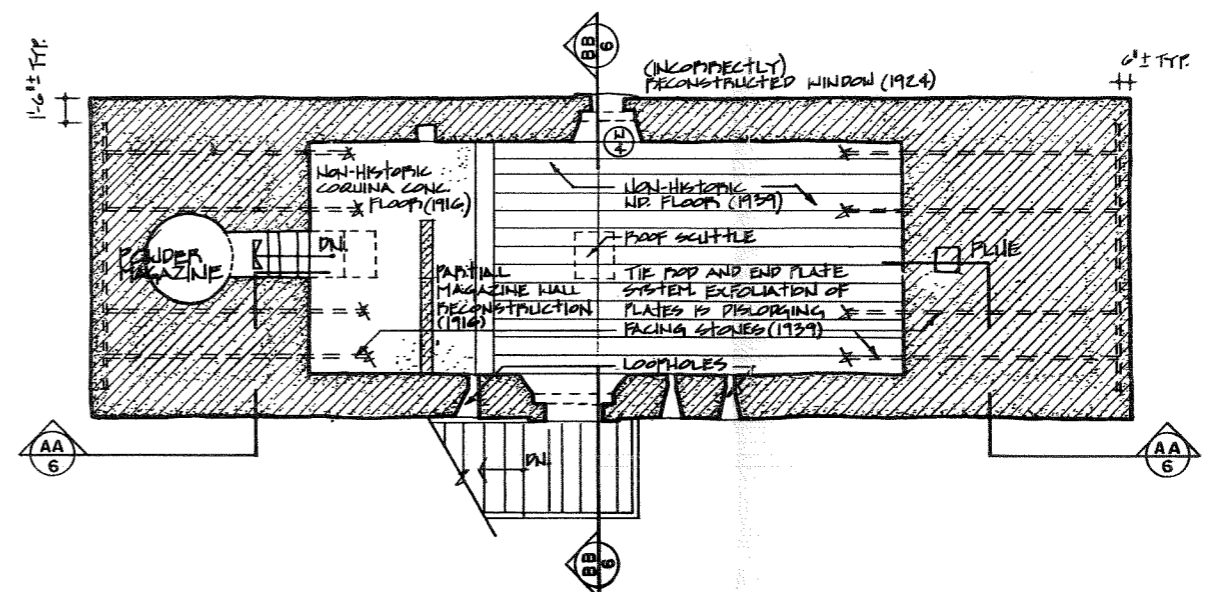 BB
6
(INCORRECTLY)
RECONSTRUCTED WINDOW (1924)
6"± TYP.
1'-6"± TYP.
W
4
NON-HISTORIC
COQUINA CONC.
FLOOR (1916)
NON-HISTORIC
WD. FLOOR (1939)
POWDER
MAGAZINE
DN.
ROOF SCUTTLE
FLUE
PARTIAL
MAGAZINE WALL
RECONSTRUCTION
(1916)
TIE ROD AND END PLATE
SYSTEM. EXFOLIATION OF
PLATES IS DISLODGING
FACING STONES (1939)
LOOPHOLES
AA
6
DN.
AA
6
BB
6